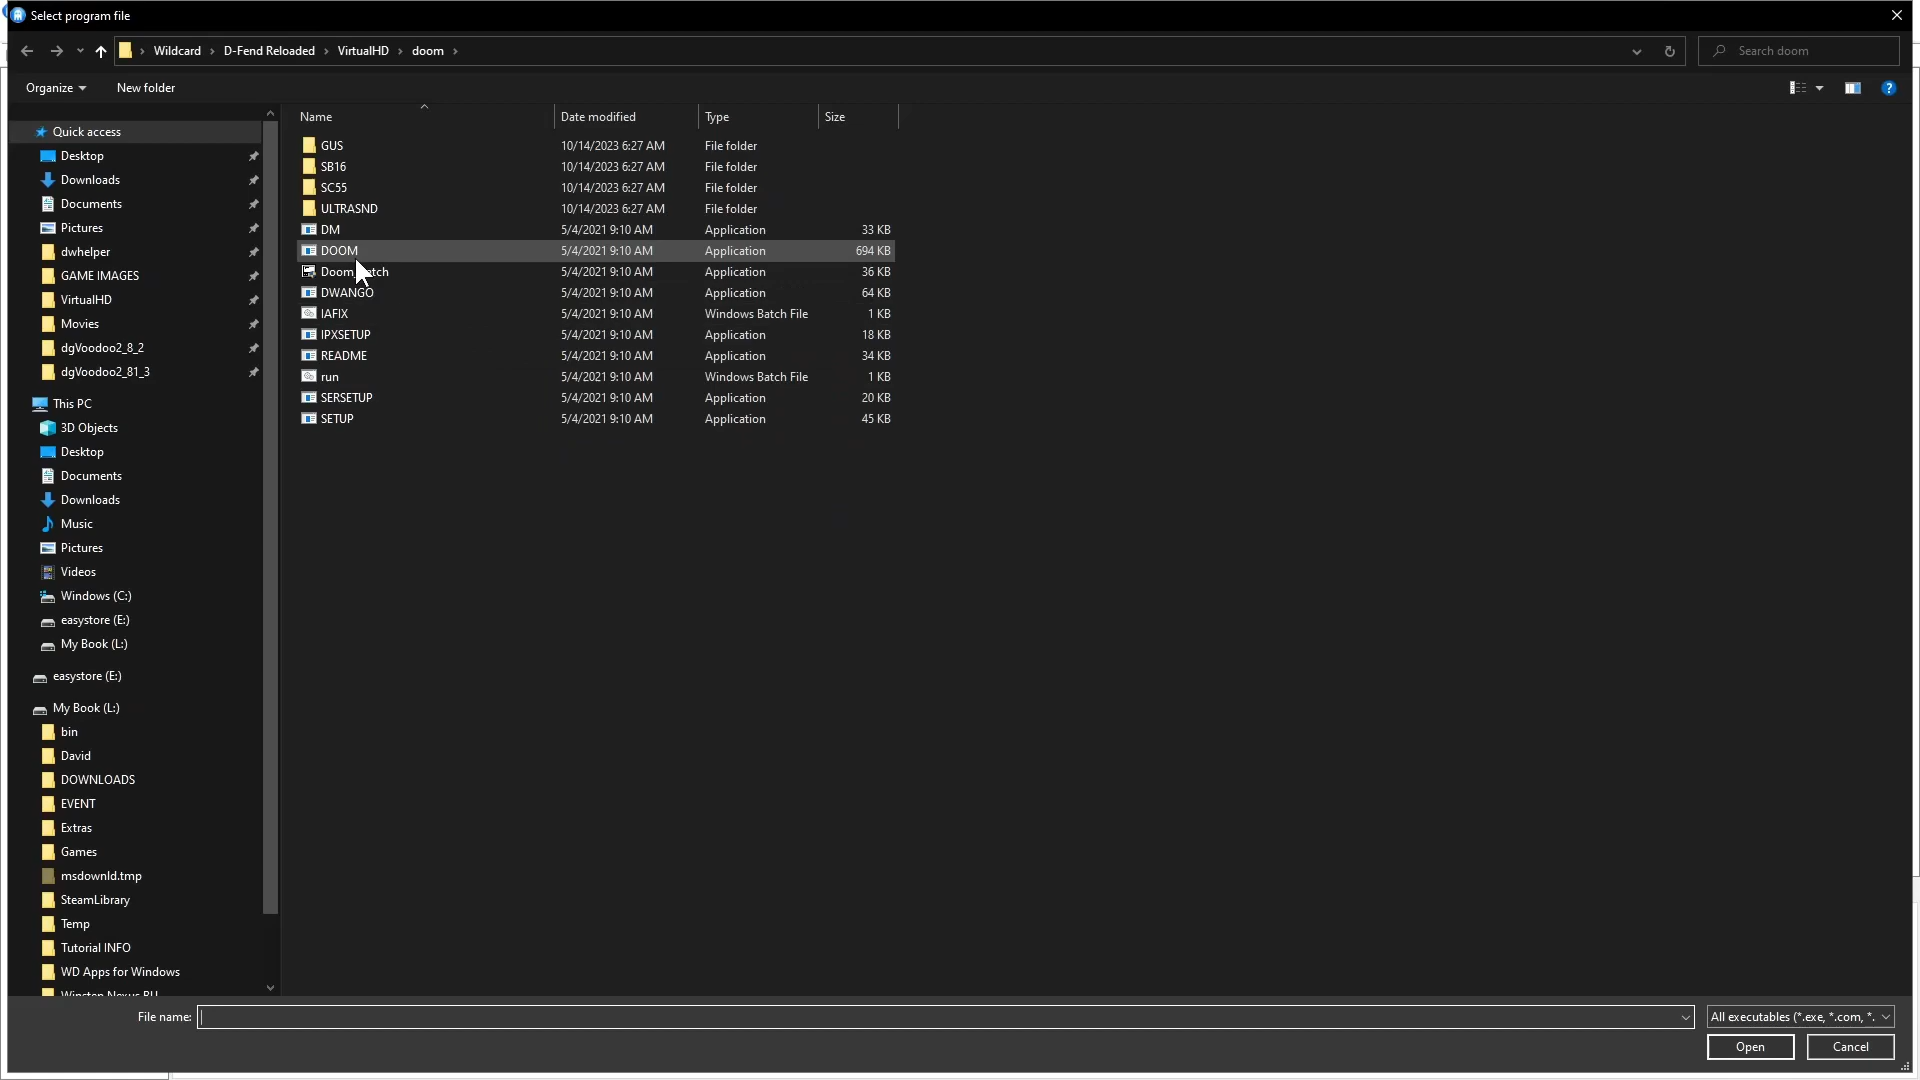 Select program file
Wildcard › D-Fend Reloaded › VirtualHD › doom ›
Search doom
Organize
New folder
Name
Date modified
Type
Size
Quick access
Desktop
Downloads
Documents
Pictures
dwhelper
GAME IMAGES
VirtualHD
Movies
dgVoodoo2_8_2
dgVoodoo2_81_3
This PC
3D Objects
Desktop
Documents
Downloads
Music
Pictures
Videos
Windows (C:)
easystore (E:)
My Book (L:)
easystore (E:)
My Book (L:)
bin
David
DOWNLOADS
EVENT
Extras
Games
msdownld.tmp
SteamLibrary
Temp
Tutorial INFO
WD Apps for Windows
GUS 10/14/2023 6:27 AM File folder
SB16 10/14/2023 6:27 AM File folder
SC55 10/14/2023 6:27 AM File folder
ULTRASND 10/14/2023 6:27 AM File folder
DM 5/4/2021 9:10 AM Application 33 KB
DOOM 5/4/2021 9:10 AM Application 694 KB
5/4/2021 9:10 AM Application 36 KB
DWANGO 5/4/2021 9:10 AM Application 64 KB
IAFIX 5/4/2021 9:10 AM Windows Batch File 1 KB
IPXSETUP 5/4/2021 9:10 AM Application 18 KB
README 5/4/2021 9:10 AM Application 34 KB
run 5/4/2021 9:10 AM Windows Batch File 1 KB
SERSETUP 5/4/2021 9:10 AM Application 20 KB
SETUP 5/4/2021 9:10 AM Application 45 KB
File name:
All executables (*.exe, *.com, *.
Open
Cancel